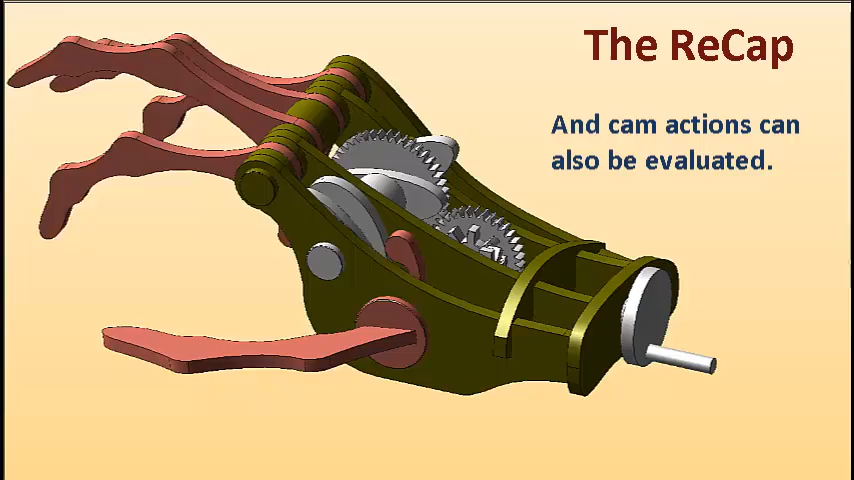 The ReCap
And cam actions can
also be evaluated.